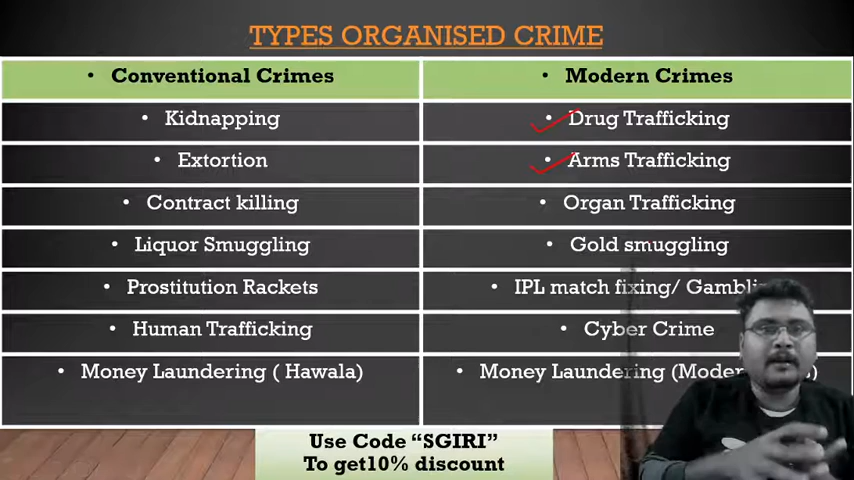 TYPES ORGANISED CRIME
• Conventional Crimes
• Modern Crimes
• Kidnapping
• Drug Trafficking
• Extortion
• Arms Trafficking
• Contract killing
• Organ Trafficking
• Liquor Smuggling
• Gold smuggling
• Prostitution Rackets
• IPL match fixing/
• Human Trafficking
• Cyber Crime
• Money Laundering ( Hawala)
• Money Laundering
Use Code “SGIRI”
To get10% discount